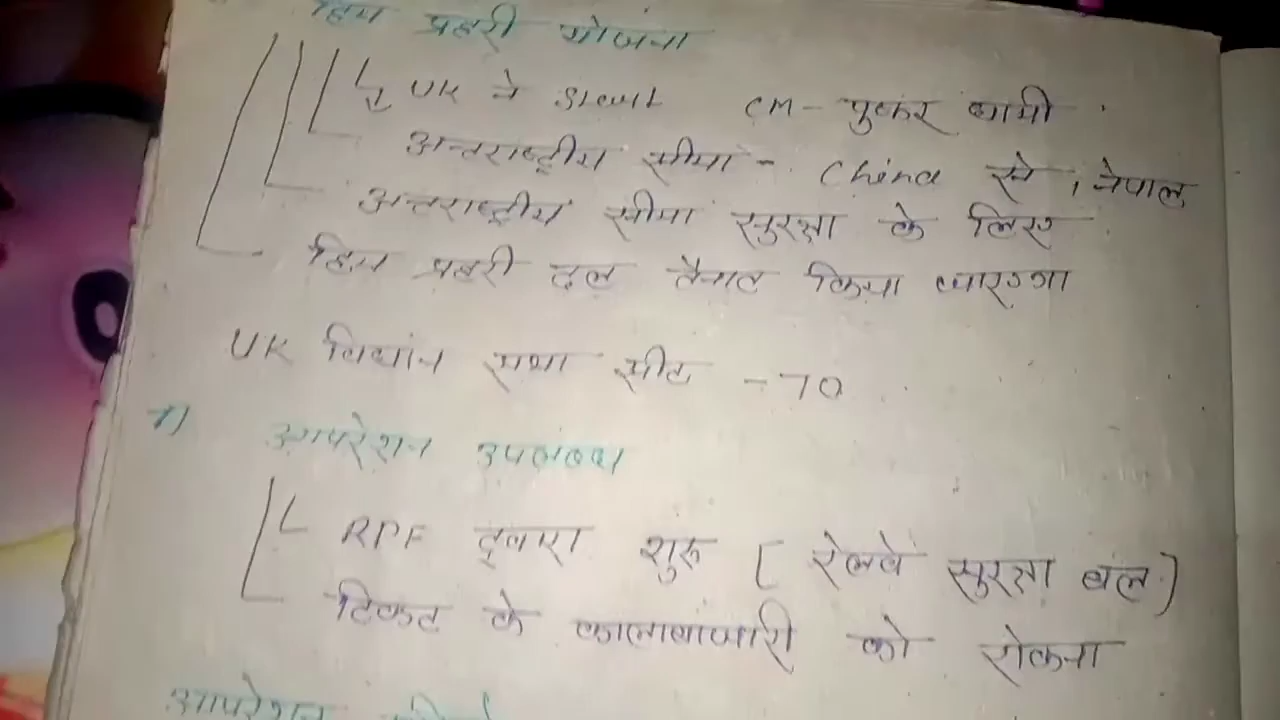 हिम प्रहरी योजना
UK ने CM - पुष्कर धामी
अन्तराष्ट्रीय सीमा - China से, नेपाल
अन्तराष्ट्रीय सीमा सुरक्षा के लिए
हिम प्रहरी दल तैनात किया जाएगा
UK विधान सभा सीट - 70
7) आपरेशन उपलब्ध
RPF द्वारा शुरू [ रेलवे सुरक्षा बल )
टिकट के कालाबाजारी को रोकना
आपरेशन